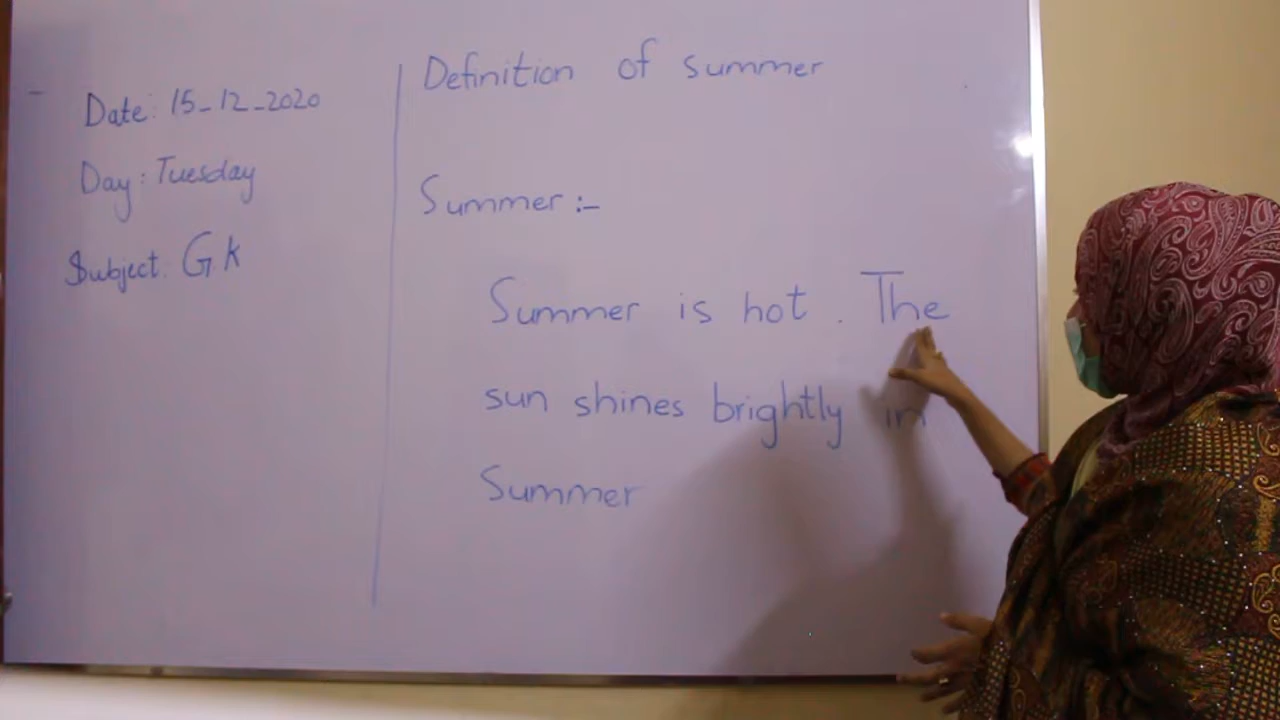 Date: 15-12-2020
Day: Tuesday
Subject: G.k
Definition of summer
Summer :-
Summer is hot. The
sun shines brightly in
Summer